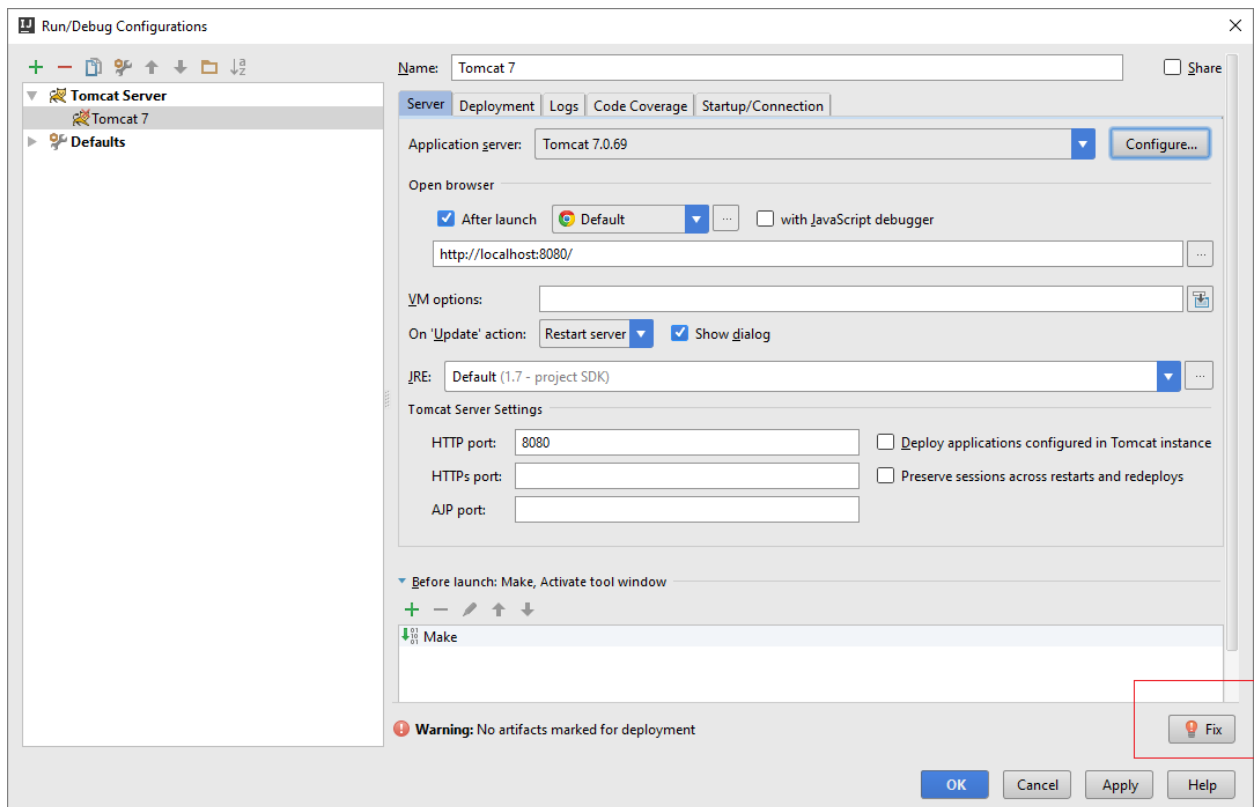 Run/Debug Configurations
Name: Tomcat 7
Share
Tomcat Server
Tomcat 7
Defaults
Server Deployment Logs Code Coverage Startup/Connection
Application server: Tomcat 7.0.69 Configure...
Open browser
After launch Default ... with JavaScript debugger
http://localhost:8080/ ...
VM options:
On 'Update' action: Restart server Show dialog
JRE: Default (1.7 - project SDK) ...
Tomcat Server Settings
HTTP port: 8080 Deploy applications configured in Tomcat instance
HTTPs port: Preserve sessions across restarts and redeploys
AJP port:
Before launch: Make, Activate tool window
Make
Warning: No artifacts marked for deployment Fix
OK Cancel Apply Help